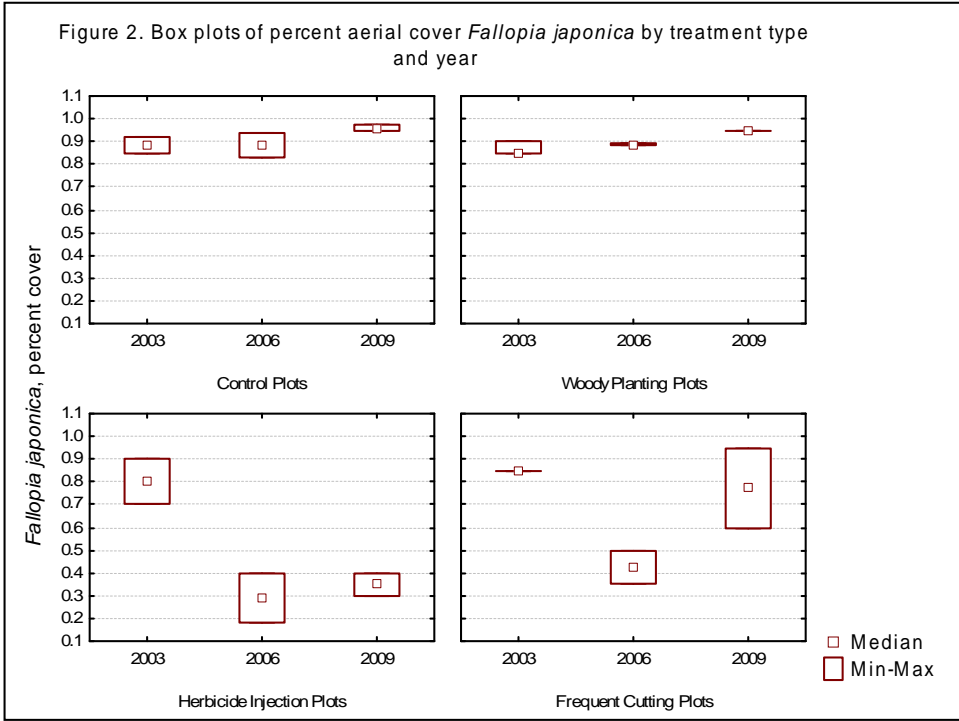 Figure 2. Box plots of percent aerial cover Fallopia japonica by treatment type
and year
Fallopia japonica, percent cover
1.1
1.0
0.9
0.8
0.7
0.6
0.5
0.4
0.3
0.2
0.1
2003 2006 2009
Control Plots
2003 2006 2009
Woody Planting Plots
1.1
1.0
0.9
0.8
0.7
0.6
0.5
0.4
0.3
0.2
0.1
2003 2006 2009
Herbicide Injection Plots
2003 2006 2009
Frequent Cutting Plots
Median
Min-Max